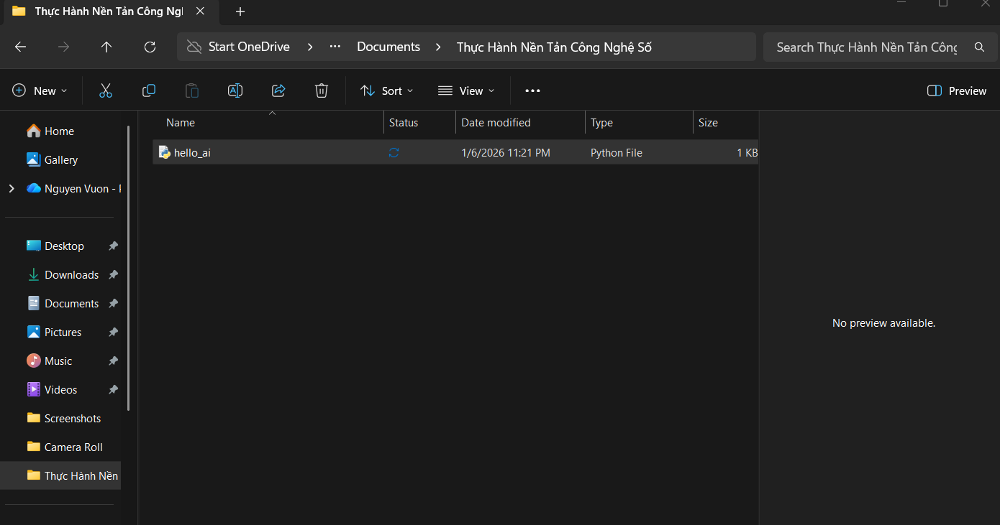 Thực Hành Nền Tản Công Ngl
Start OneDrive > ... Documents > Thực Hành Nền Tản Công Nghệ Số
Search Thực Hành Nền Tản Công
New Sort View ... Preview
Name Status Date modified Type Size
hello_ai 1/6/2026 11:21 PM Python File 1 KB
Home
Gallery
Nguyen Vuon -
Desktop
Downloads
Documents
Pictures
Music
Videos
Screenshots
Camera Roll
Thực Hành Nền
No preview available.